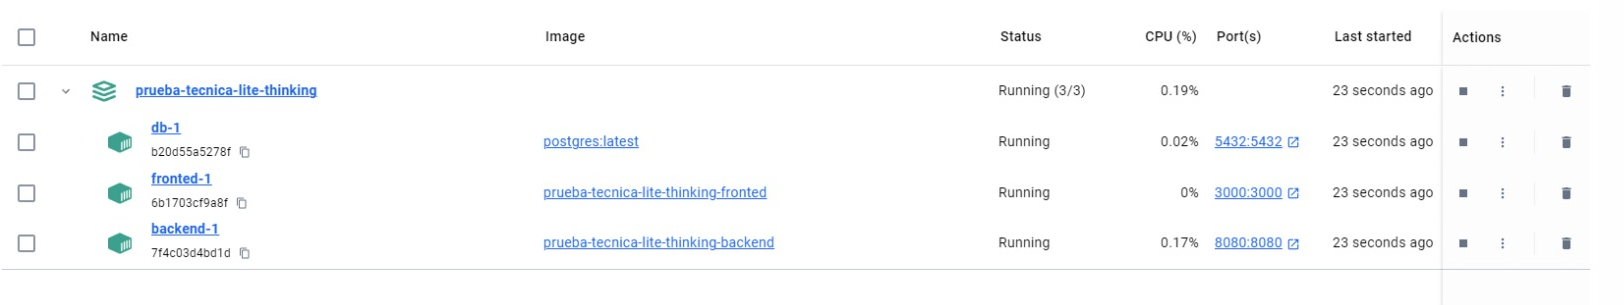 Name Image Status CPU (%) Port(s) Last started Actions
prueba-tecnica-lite-thinking Running (3/3) 0.19% 23 seconds ago
db-1
b20d55a5278f postgres:latest Running 0.02% 5432:5432 23 seconds ago
fronted-1
6b1703cf9a8f prueba-tecnica-lite-thinking-fronted Running 0% 3000:3000 23 seconds ago
backend-1
7f4c03d4bd1d prueba-tecnica-lite-thinking-backend Running 0.17% 8080:8080 23 seconds ago